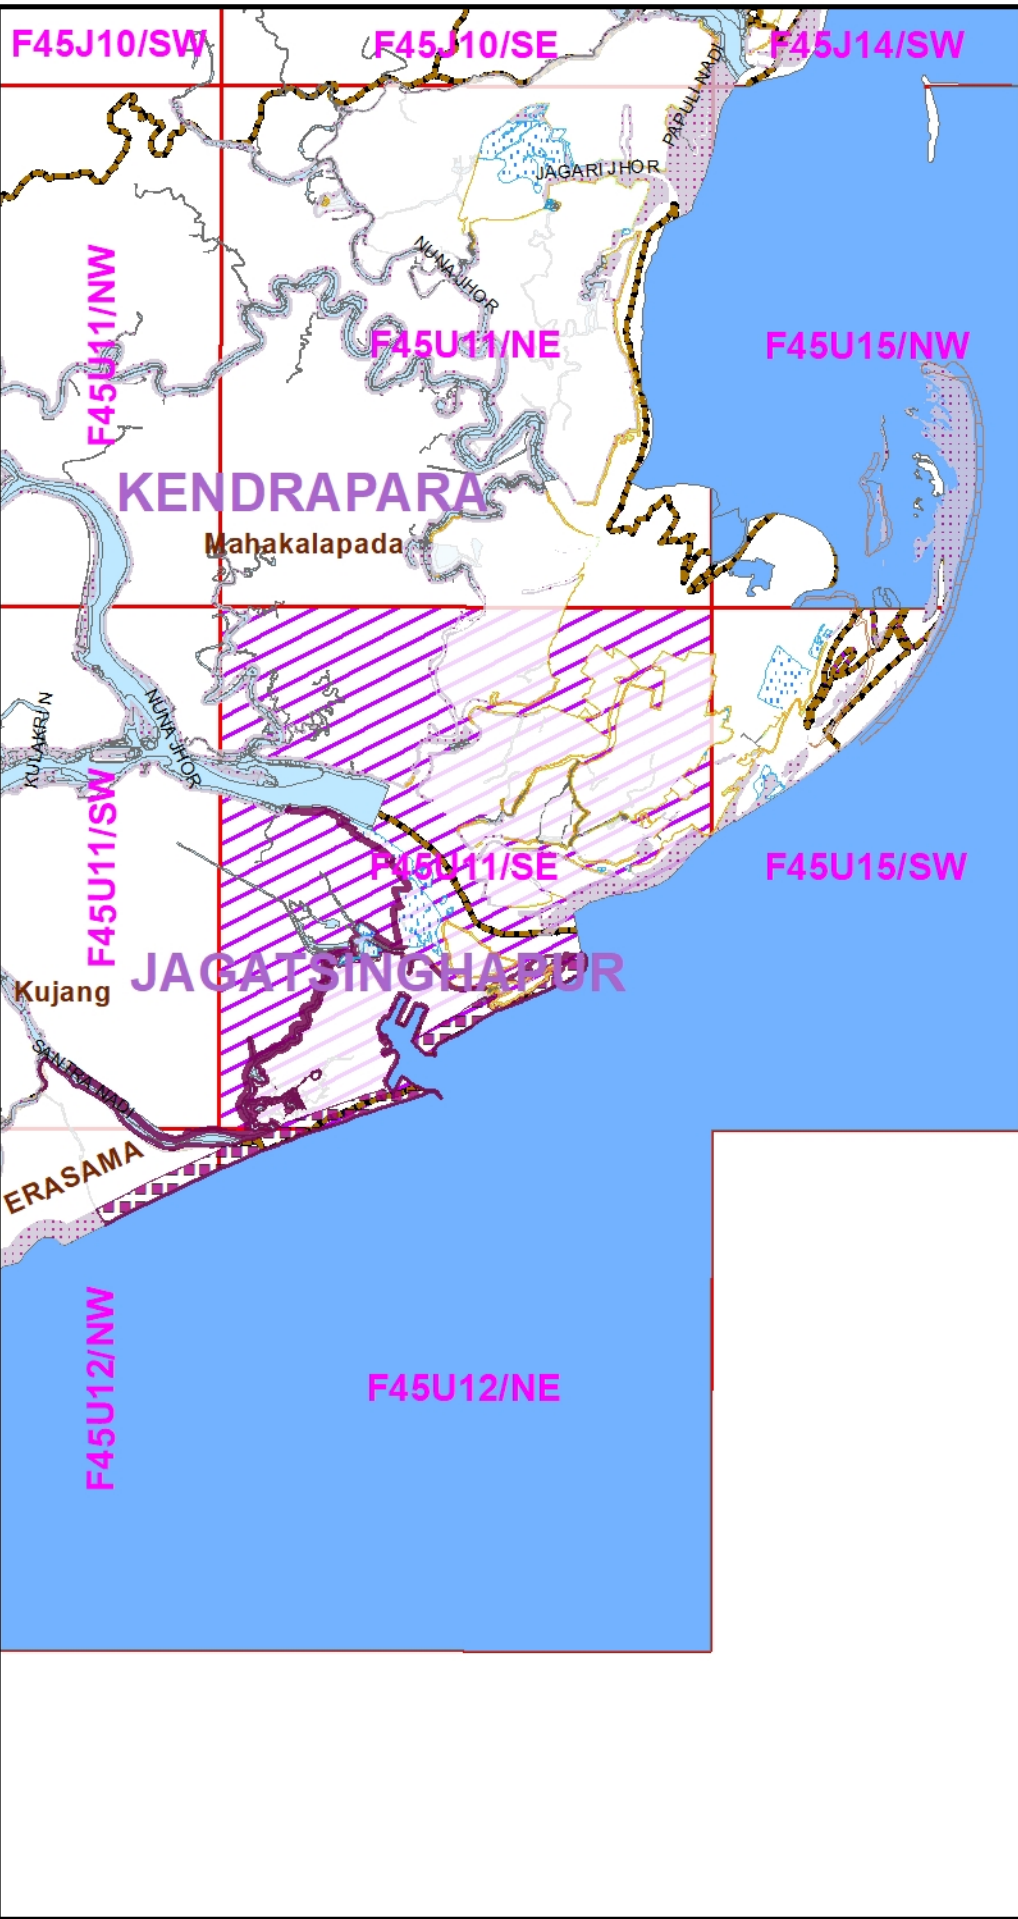 F45J10/SW
F45J10/SE
F45J14/SW
PAPULI NADI
JAGARI JHOR
NUNA JHOR
F45U11/NW
F45U11/NE
F45U15/NW
KENDRAPARA
Mahakalapada
KULAKRI N
NUNA JHOR
F45U11/SW
F45U11/SE
F45U15/SW
JAGATSINGHAPUR
Kujang
SANTRA NADI
ERASAMA
F45U12/NW
F45U12/NE